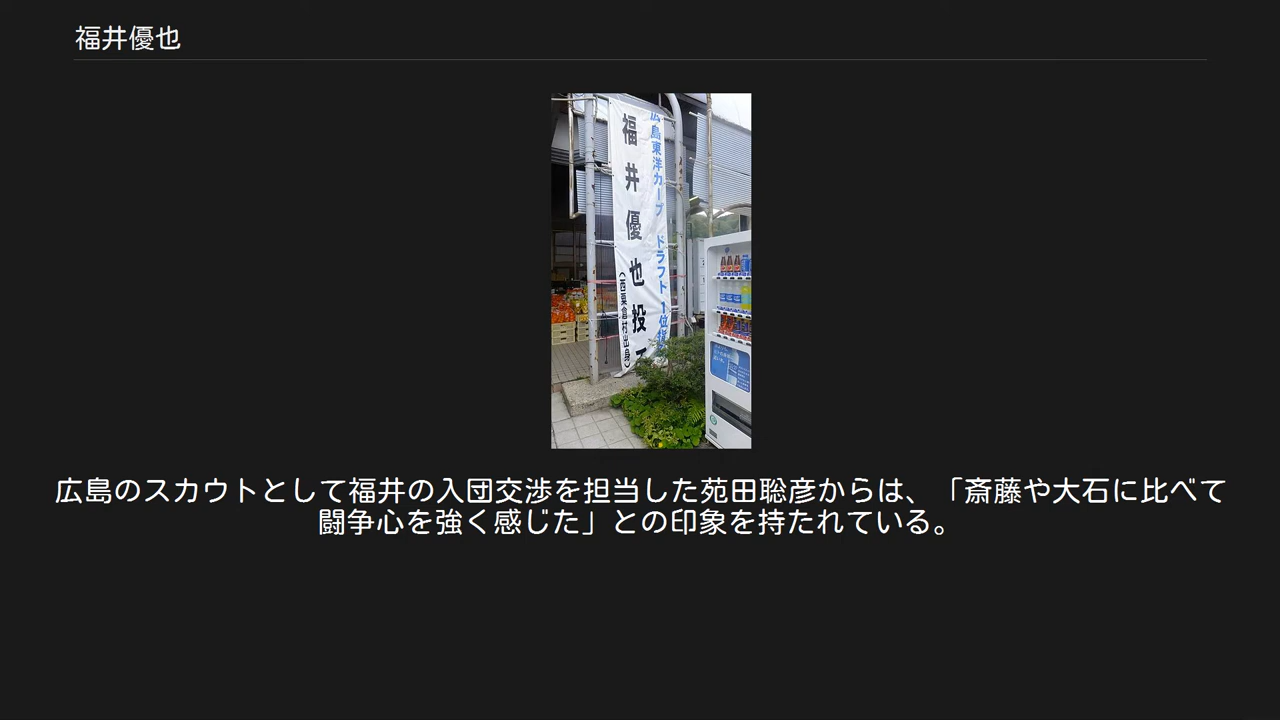 福井優也
広島東洋カープ ドラフト1位指
福井優也投
出身)
広島のスカウトとして福井の入団交渉を担当した苑田聡彦からは、「斎藤や大石に比べて
闘争心を強く感じた」との印象を持たれている。